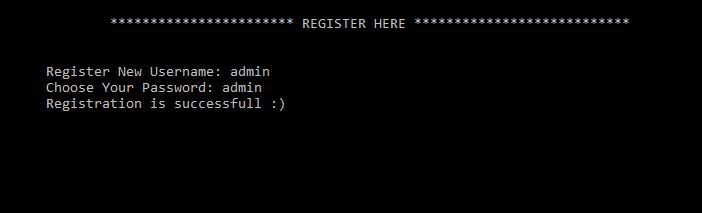 *********************** REGISTER HERE ***************************
Register New Username: admin
Choose Your Password: admin
Registration is successfull :)